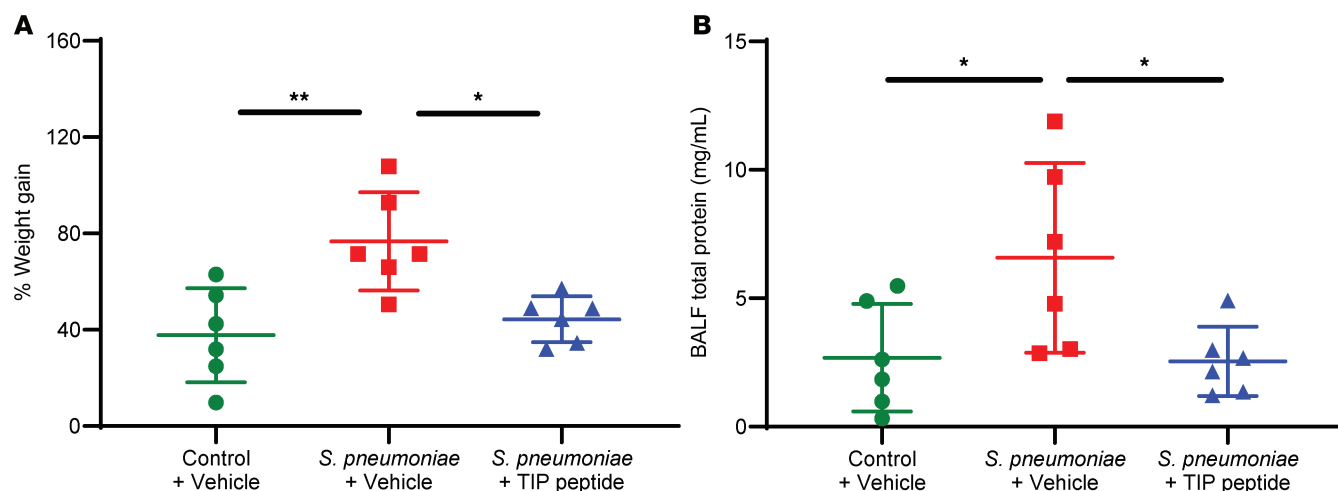 A
% Weight gain
160
120
80
40
0
**
*
Control
+ Vehicle
S. pneumoniae
+ Vehicle
S. pneumoniae
+ TIP peptide
B
BALF total protein (mg/mL)
15
10
5
0
*
*
Control
+ Vehicle
S. pneumoniae
+ Vehicle
S. pneumoniae
+ TIP peptide